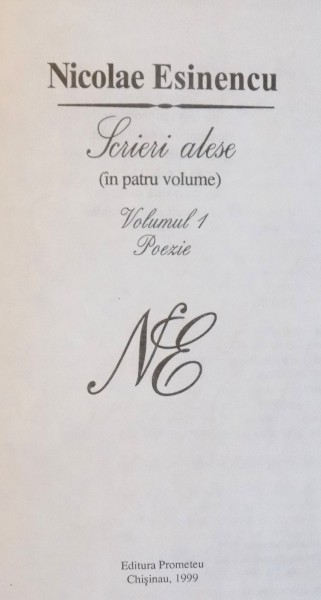 Nicolae Esinencu
Scrieri alese
(în patru volume)
Volumul 1
Poezie
NE
Editura Prometeu
Chişinau, 1999